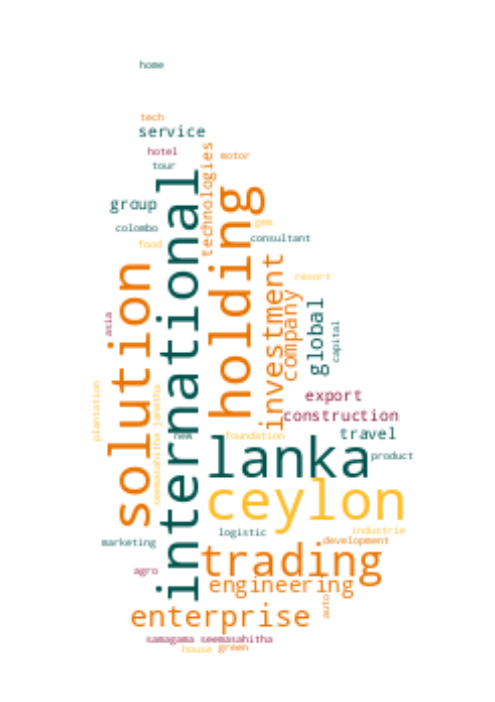 home
tech
service
hotel
motor
tour
technologies
international
holding
group
gem
colombo
consultant
food
investment
solution
resort
company
global
asia
capital
plantation
seemasahitha janatha
export
construction
new
foundation
travel
lanka
product
ceylon
logistic
industrie
marketing
development
trading
agro
engineering
auto
enterprise
samagama seemasahitha
house
green